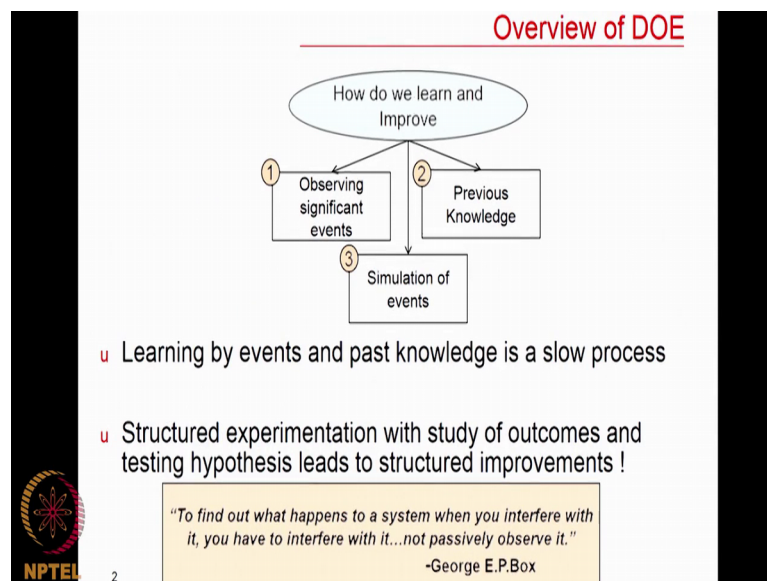 Overview of DOE
How do we learn and
Improve
1
Observing
significant
events
2
Previous
Knowledge
3
Simulation of
events
u Learning by events and past knowledge is a slow process
u Structured experimentation with study of outcomes and
testing hypothesis leads to structured improvements !
“To find out what happens to a system when you interfere with
it, you have to interfere with it...not passively observe it.”
-George E.P.Box
NPTEL
2